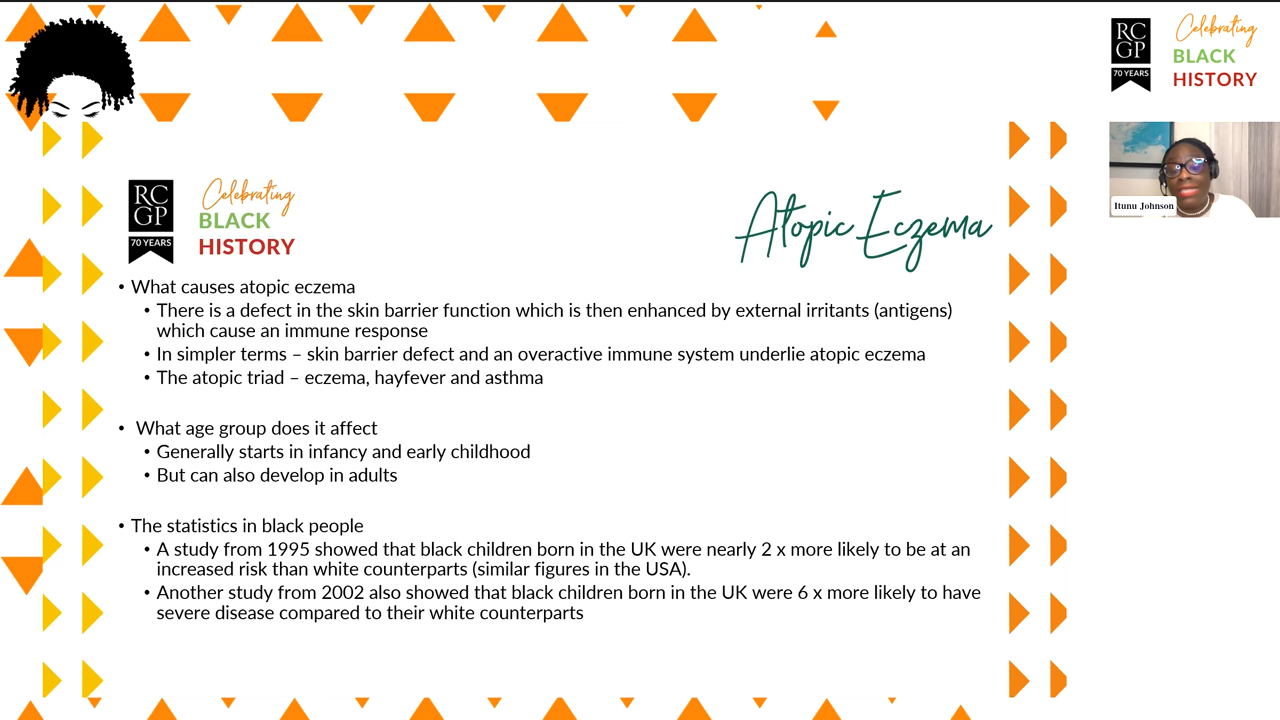 RC
GP
70 YEARS
Celebrating
BLACK
HISTORY
Itunu Johnson
RC
GP
70 YEARS
Celebrating
BLACK
HISTORY
Atopic Eczema
• What causes atopic eczema
• There is a defect in the skin barrier function which is then enhanced by external irritants (antigens)
which cause an immune response
• In simpler terms – skin barrier defect and an overactive immune system underlie atopic eczema
• The atopic triad – eczema, hayfever and asthma
• What age group does it affect
• Generally starts in infancy and early childhood
• But can also develop in adults
• The statistics in black people
• A study from 1995 showed that black children born in the UK were nearly 2 x more likely to be at an
increased risk than white counterparts (similar figures in the USA).
• Another study from 2002 also showed that black children born in the UK were 6 x more likely to have
severe disease compared to their white counterparts